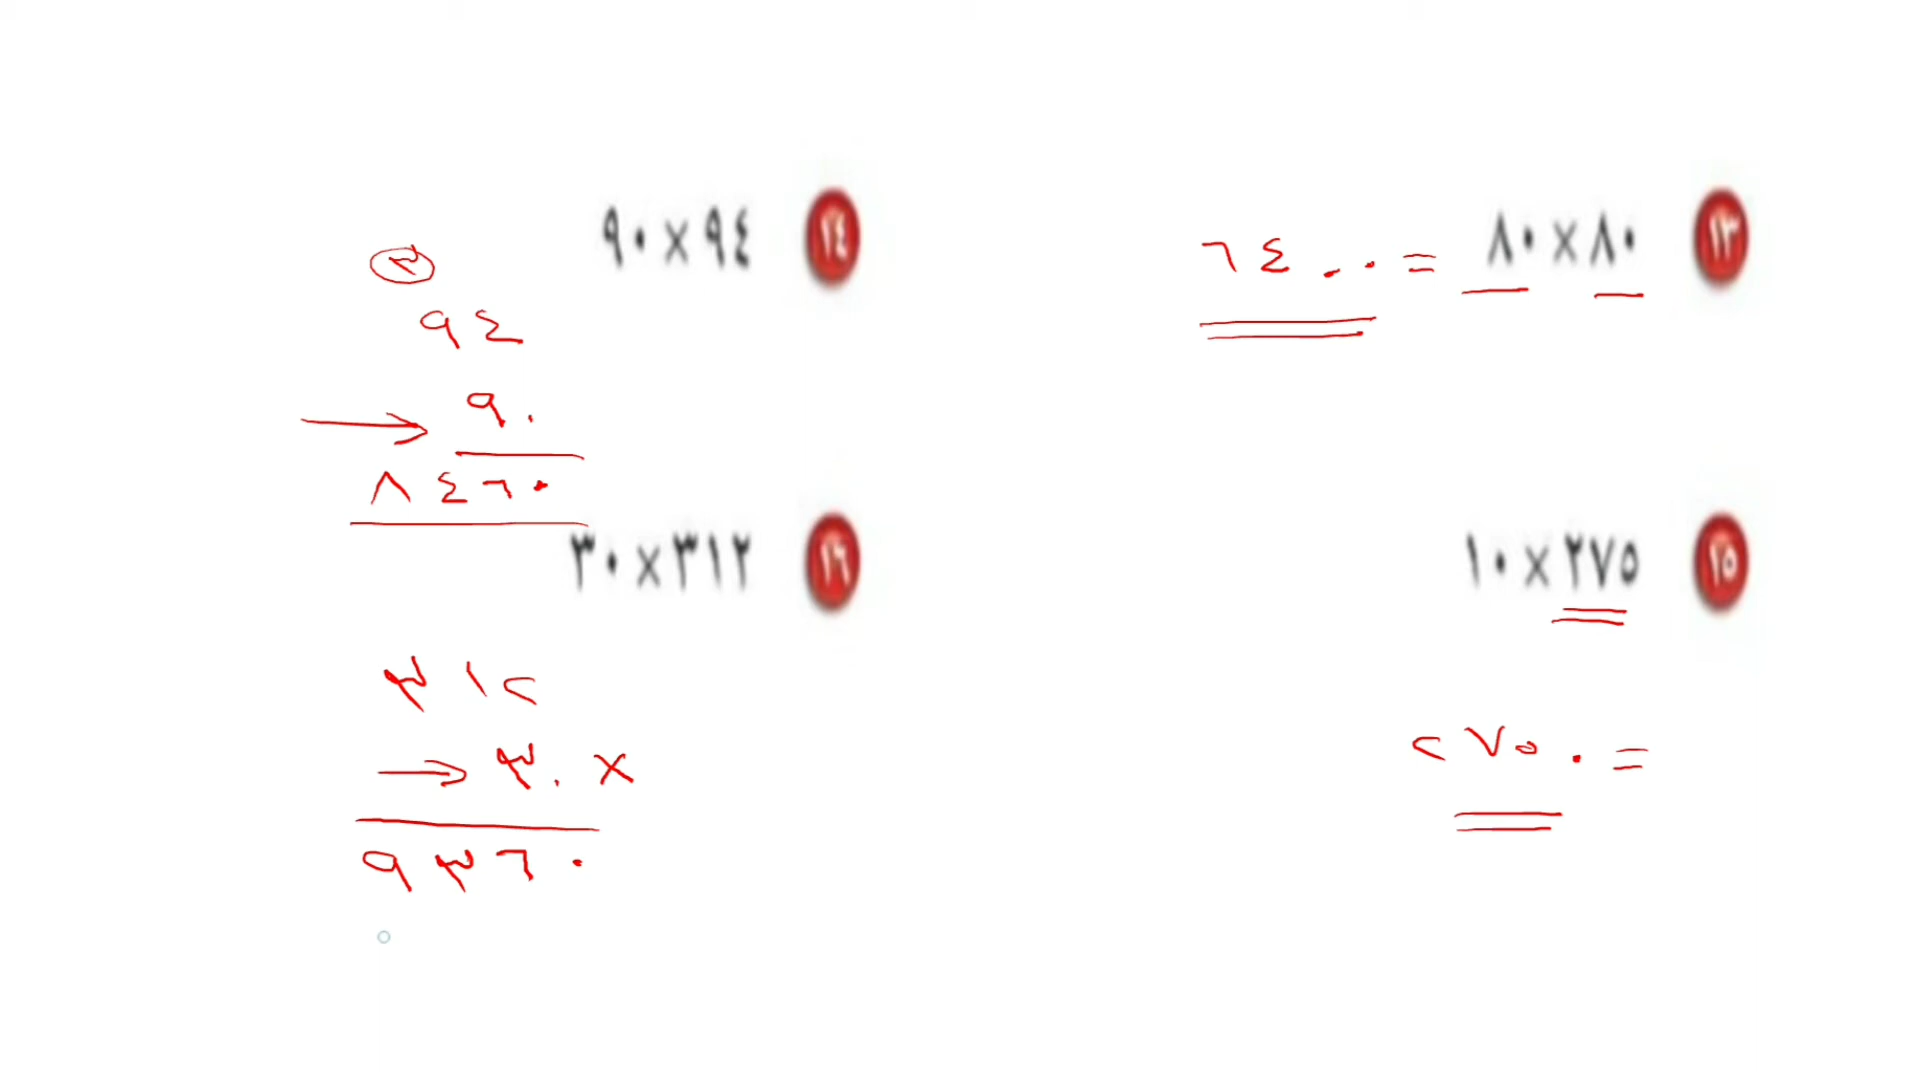 ١٣ ٨٠ × ٨٠ = ٦٤٠٠
١٤ ٩٤ × ٩٠
٣
٩٤
٩٠
٨٤٦٠
١٥ ٢٧٥ × ١٠
= ٢٧٥٠
١٦ ٣١٢ × ٣٠
٣١٢
× ٣٠
٩٣٦٠